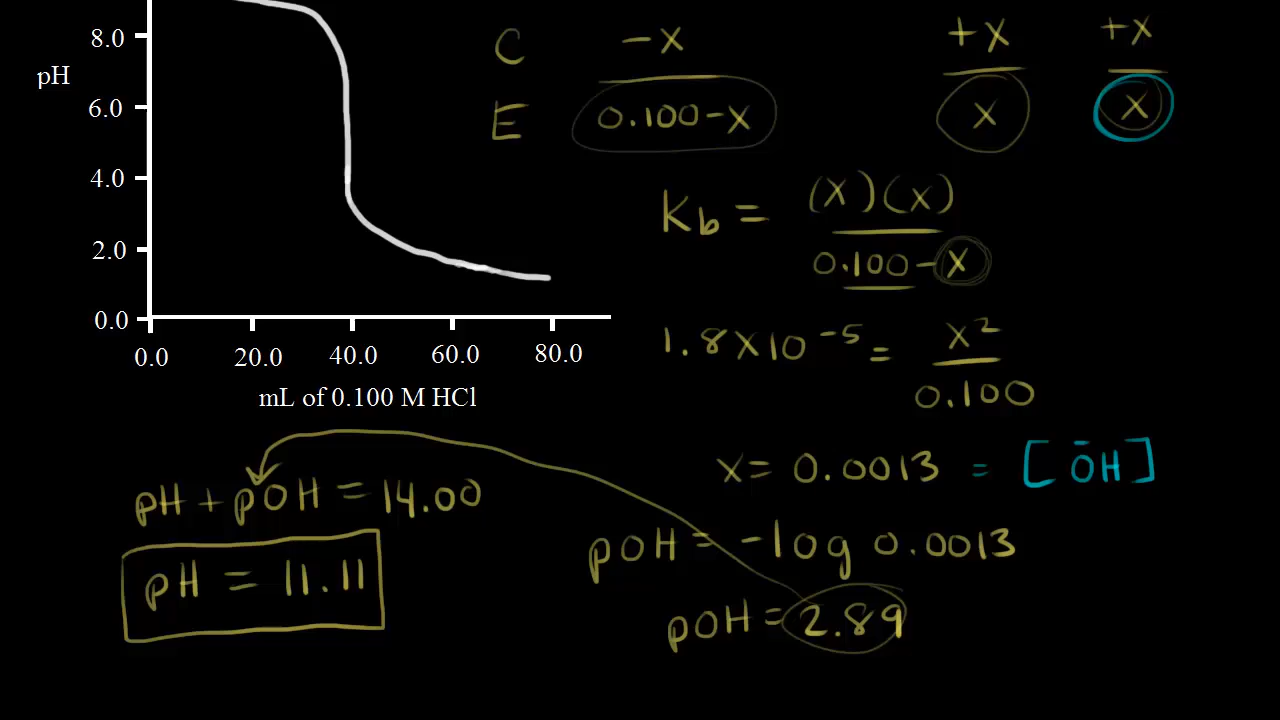 8.0
pH
6.0
4.0
2.0
0.0
0.0 20.0 40.0 60.0 80.0
mL of 0.100 M HCl
C -X +X +X
E 0.100-X X X
Kb = (X)(X)
0.100-X
1.8X10⁻⁵ = X²
0.100
X = 0.0013 = [ŌH]
pH + pOH = 14.00
pOH = -log 0.0013
pH = 11.11
pOH = 2.89